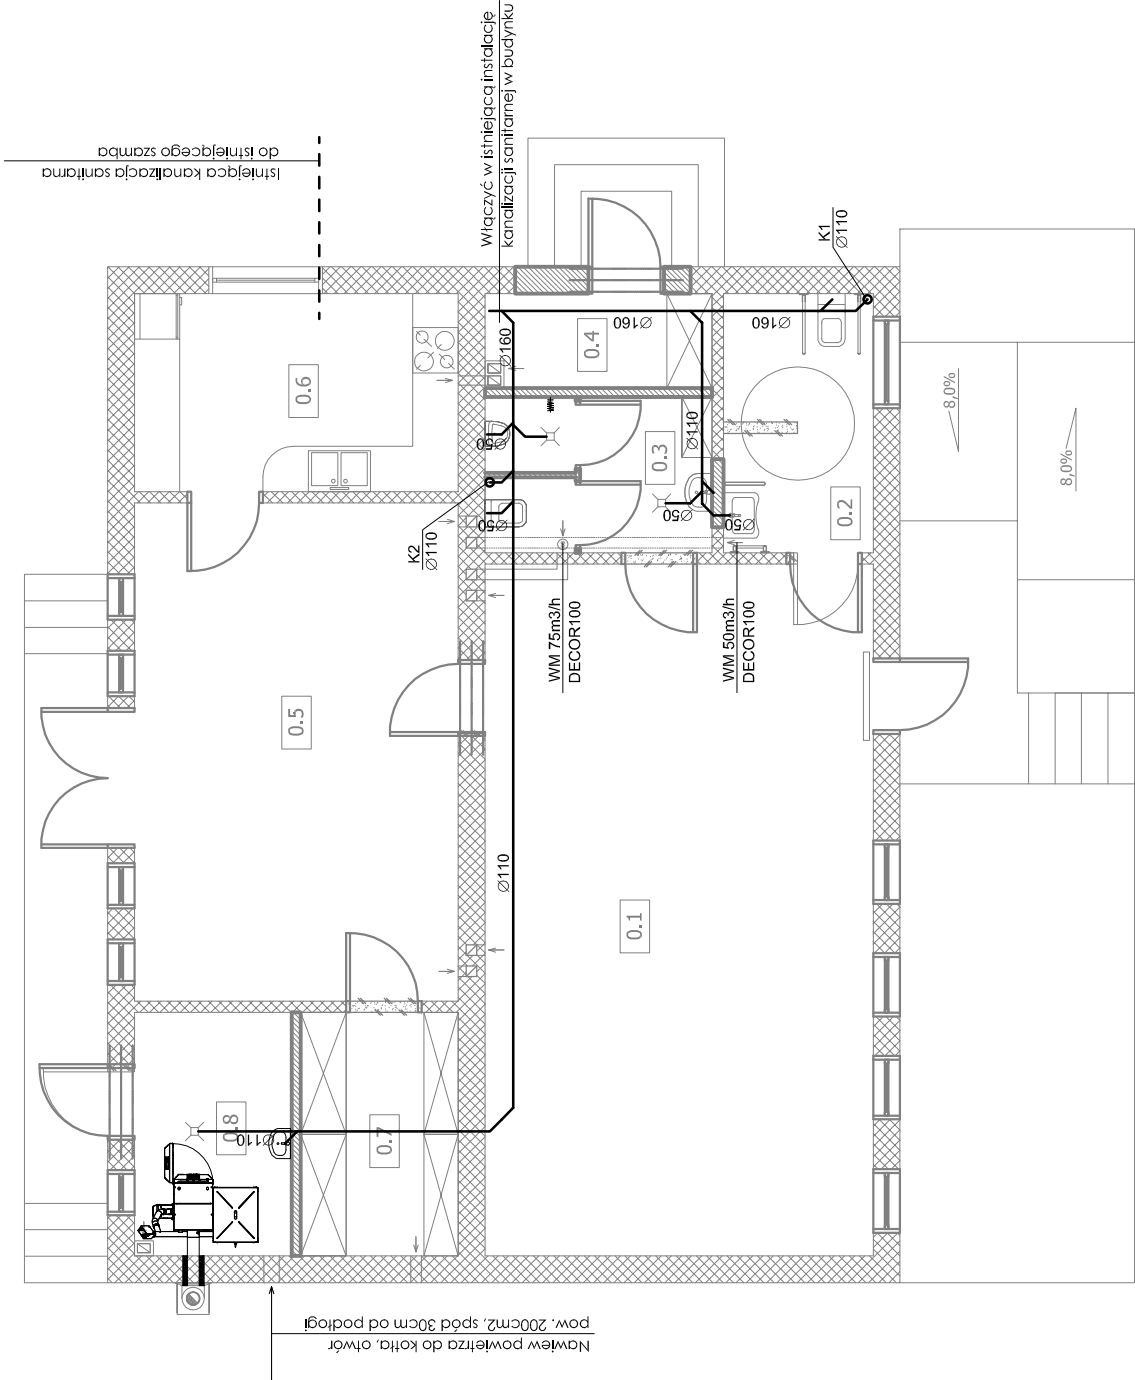 Istniejąca kanalizacja sanitarna
do istniejącego szamba
Włączyć w istniejącą instalację
kanalizacji sanitarnej w budynku
K1
Ø110
0.6
Ø160
Ø160
0.4
Ø160
8,0%
8,0%
Ø50
Ø110
0.3
K2
Ø110
Ø50
Ø50
Ø50
0.2
WM 75m3/h
DECOR100
WM 50m3/h
DECOR100
0.5
Ø110
0.1
0.8
Ø110
0.7
Nawiew powietrza do kotła, otwór
pow. 200cm2, spód 30cm od podłogi